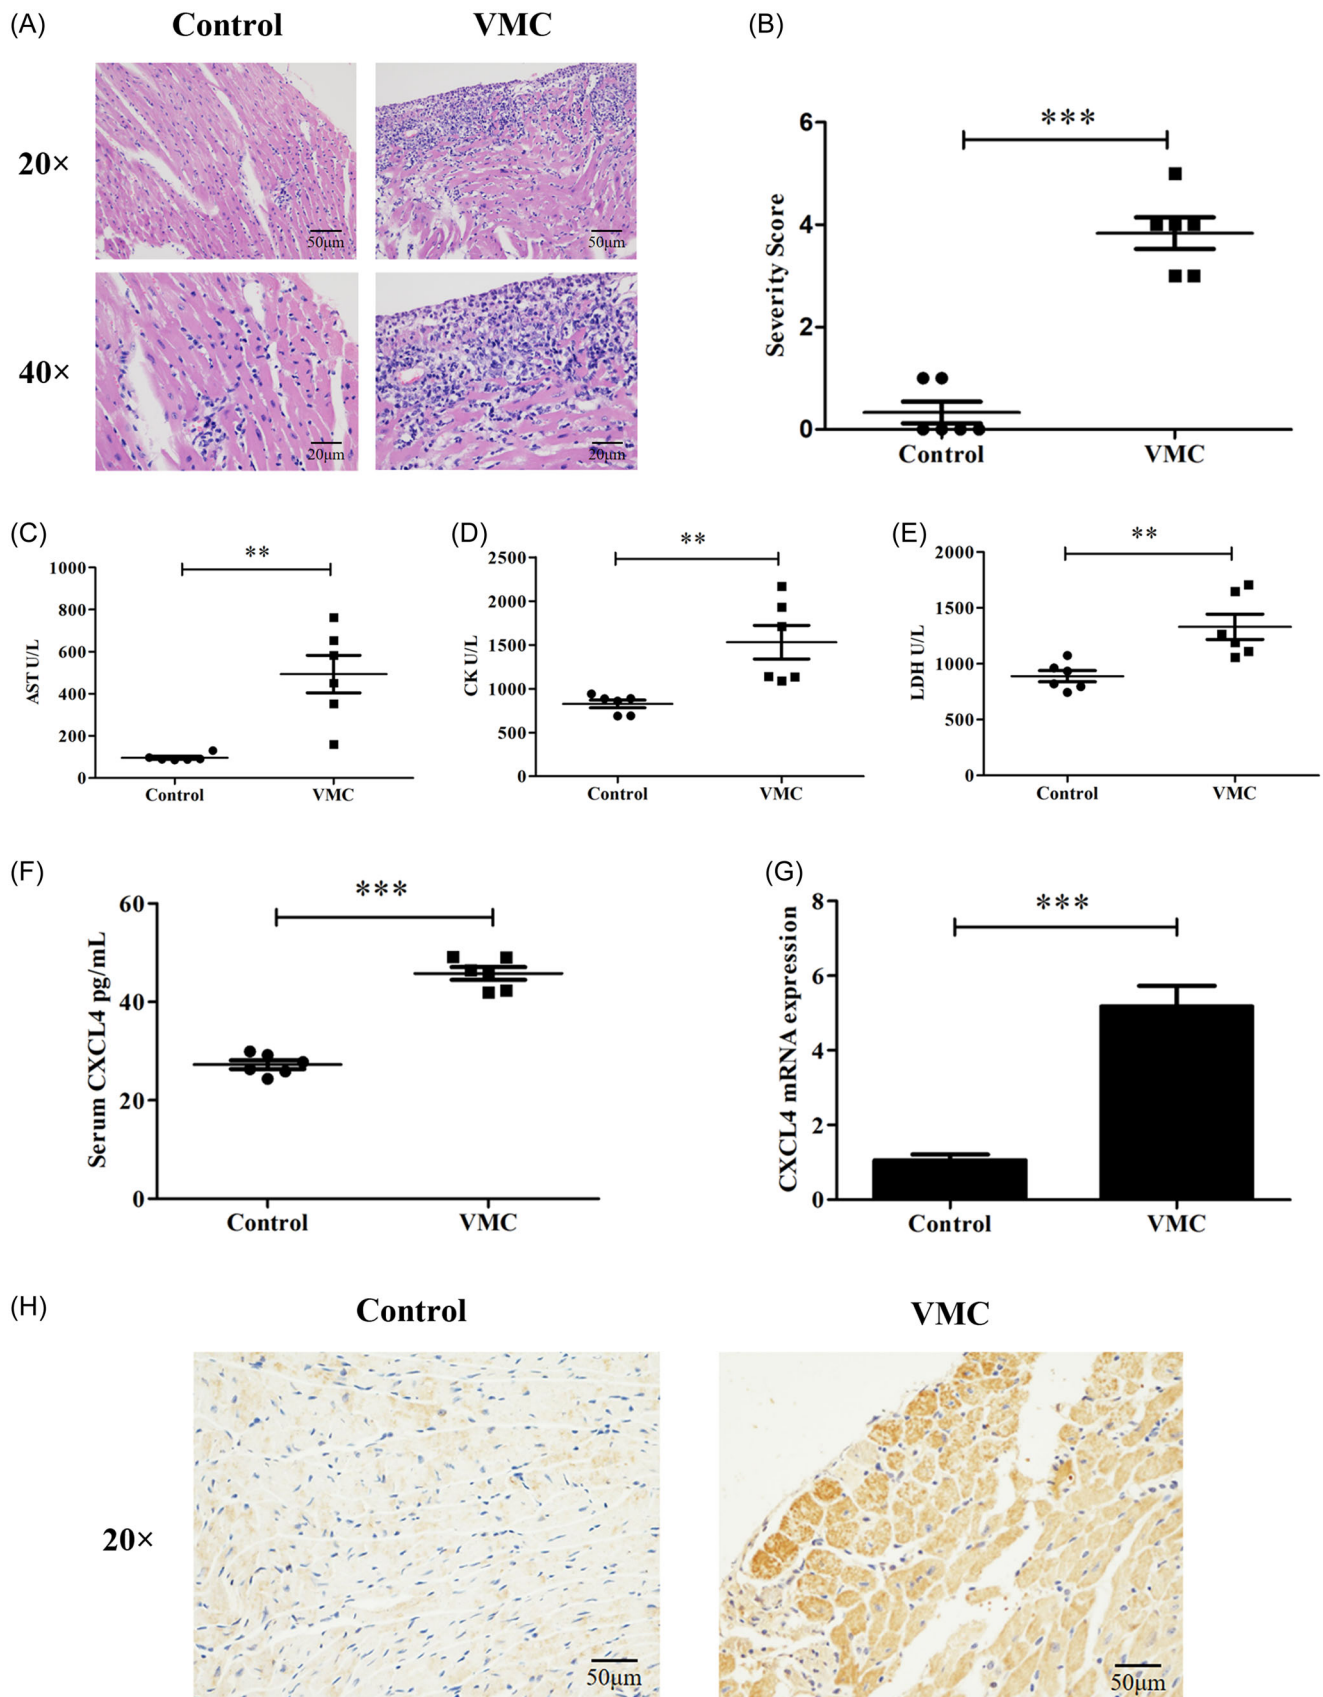 (A) Control VMC
20×
50μm 50μm
40×
20μm 20μm
(B)
***
6
4
2
0
Severity Score
Control VMC
(C)
**
1000
800
600
400
200
0
AST U/L
Control VMC
(D)
**
2500
2000
1500
1000
500
0
CK U/L
Control VMC
(E)
**
2000
1500
1000
500
0
LDH U/L
Control VMC
(F)
***
60
40
20
0
Serum CXCL4 pg/mL
Control VMC
(G)
***
8
6
4
2
0
CXCL4 mRNA expression
Control VMC
(H) Control VMC
20×
50μm 50μm